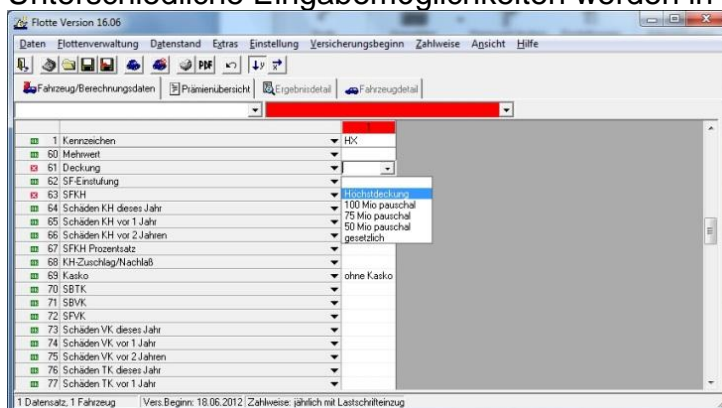 Unterschiedliche Eingabemöglichkeiten werden in
Flotte Version 16.06
Daten Flottenverwaltung Datenstand Extras Einstellung Versicherungsbeginn Zahlweise Ansicht Hilfe
PDF
Fahrzeug/Berechnungsdaten Prämienübersicht Ergebnisdetail Fahrzeugdetail
1
1 Kennzeichen HX
60 Mehrwert
61 Deckung
62 SF-Einstufung
63 SFKH Höchstdeckung
64 Schäden KH dieses Jahr 100 Mio pauschal
65 Schäden KH vor 1 Jahr 75 Mio pauschal
66 Schäden KH vor 2 Jahren 50 Mio pauschal
67 SFKH Prozentsatz gesetzlich
68 KH-Zuschlag/Nachlaß
69 Kasko ohne Kasko
70 SBTK
71 SBVK
72 SFVK
73 Schäden VK dieses Jahr
74 Schäden VK vor 1 Jahr
75 Schäden VK vor 2 Jahren
76 Schäden TK dieses Jahr
77 Schäden TK vor 1 Jahr
1 Datensatz, 1 Fahrzeug Vers.Beginn: 18.06.2012 Zahlweise: jährlich mit Lastschrifteinzug